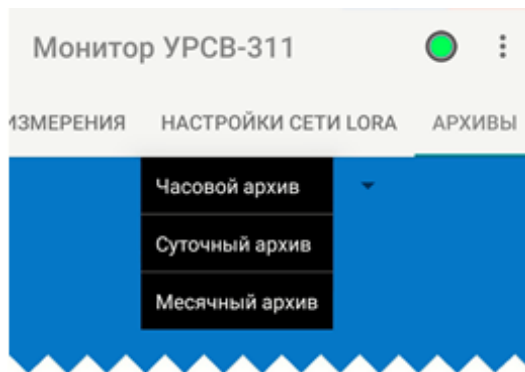 Монитор УРСВ-311
ИЗМЕРЕНИЯ НАСТРОЙКИ СЕТИ LORA АРХИВЫ
Часовой архив
Суточный архив
Месячный архив